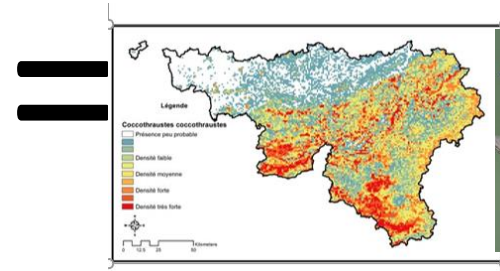 Légende
Coccothraustes coccothraustes
Présence peu probable
Densité faible
Densité moyenne
Densité forte
Densité très forte
Kilometers
0 12.5 25 50